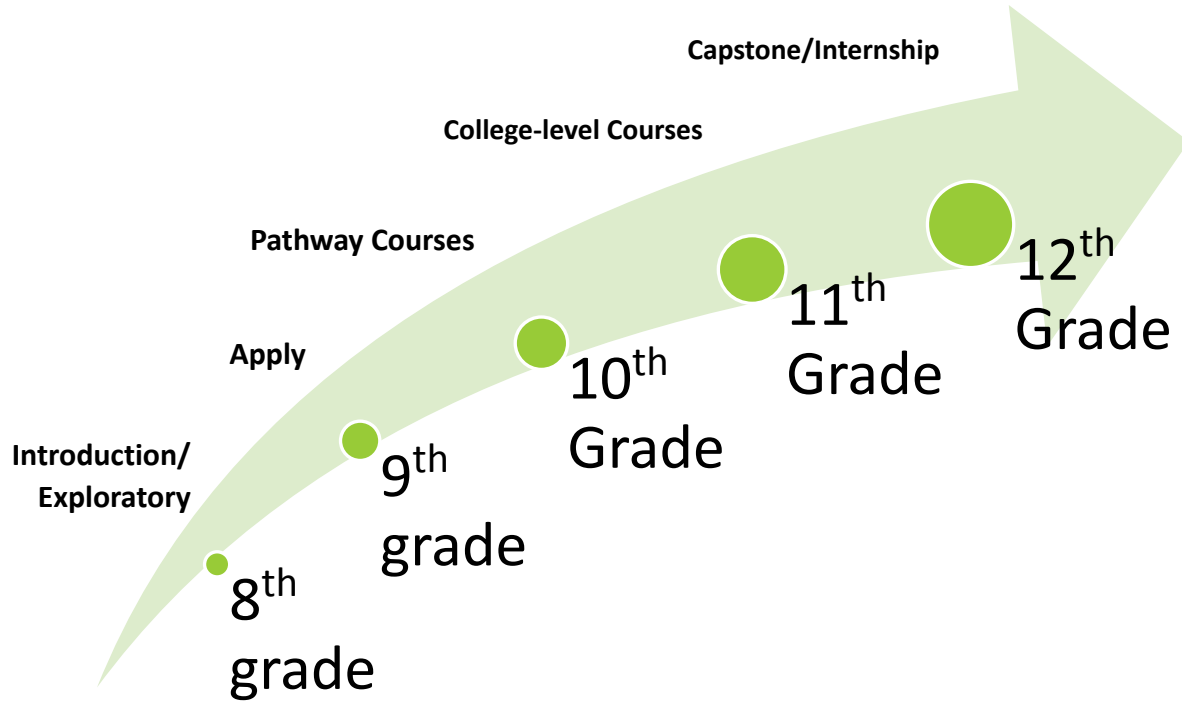 Capstone/Internship
College-level Courses
Pathway Courses
Apply
Introduction/
Exploratory
8th
grade
9th
grade
10th
Grade
11th
Grade
12th
Grade